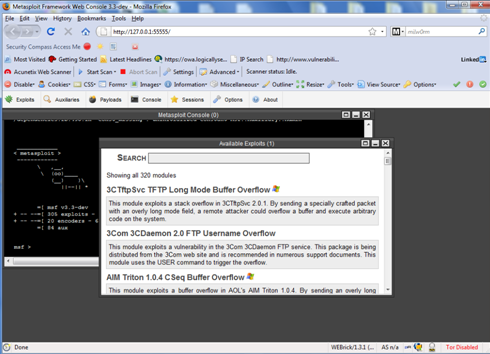 Metasploit Framework Web Console 3.3-dev - Mozilla Firefox
File Edit View History Bookmarks Tools Help
http://127.0.0.1:55555/
milw0rm
Security Compass Access Me
Most Visited Getting Started Latest Headlines https://owa.logicallyse... IP Search http://www.vulnerabili... Linked
Acunetix Web Scanner Start Scan Abort Scan Settings Advanced Scanner Status: Idle.
Disable Cookies CSS Forms Images Information Miscellaneous Outline Resize Tools View Source Options
Exploits Auxiliaries Payloads Console Sessions Options About
Metasploit Console (0)
< metasploit >
=[ msf v3.3-dev
+ -- --=[ 305 exploits -
+ -- --=[ 20 encoders - 6
=[ 86 aux
msf >
Available Exploits (1)
SEARCH
Showing all 320 modules
3CTftpSvc TFTP Long Mode Buffer Overflow
This module exploits a stack overflow in 3CTftpSvc 2.0.1. By sending a specially crafted packet
with an overly long mode field, a remote attacker could overflow a buffer and execute arbitrary
code on the system.
3Com 3CDaemon 2.0 FTP Username Overflow
This module exploits a vulnerability in the 3Com 3CDaemon FTP service. This package is being
distributed from the 3Com web site and is recommended in numerous support documents. This
module uses the USER command to trigger the overflow.
AIM Triton 1.0.4 CSeq Buffer Overflow
This module exploits a buffer overflow in AOL's AIM Triton 1.0.4. By sending an overly long
Done WEBrick/1.3.1 (... AS n/a Tor Disabled